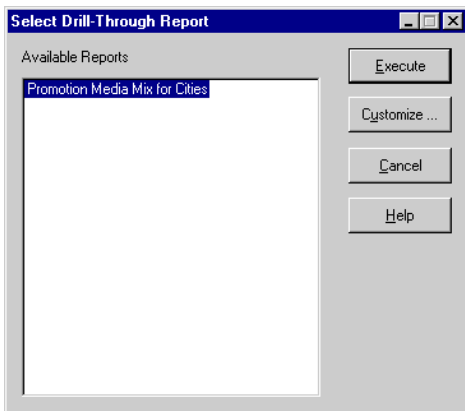 Select Drill-Through Report
Available Reports
Promotion Media Mix for Cities
Execute
Customize ...
Cancel
Help